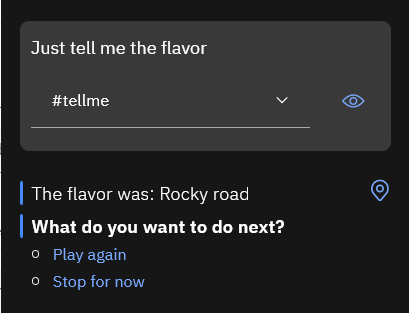 Just tell me the flavor
#tellme
The flavor was: Rocky road
What do you want to do next?
Play again
Stop for now